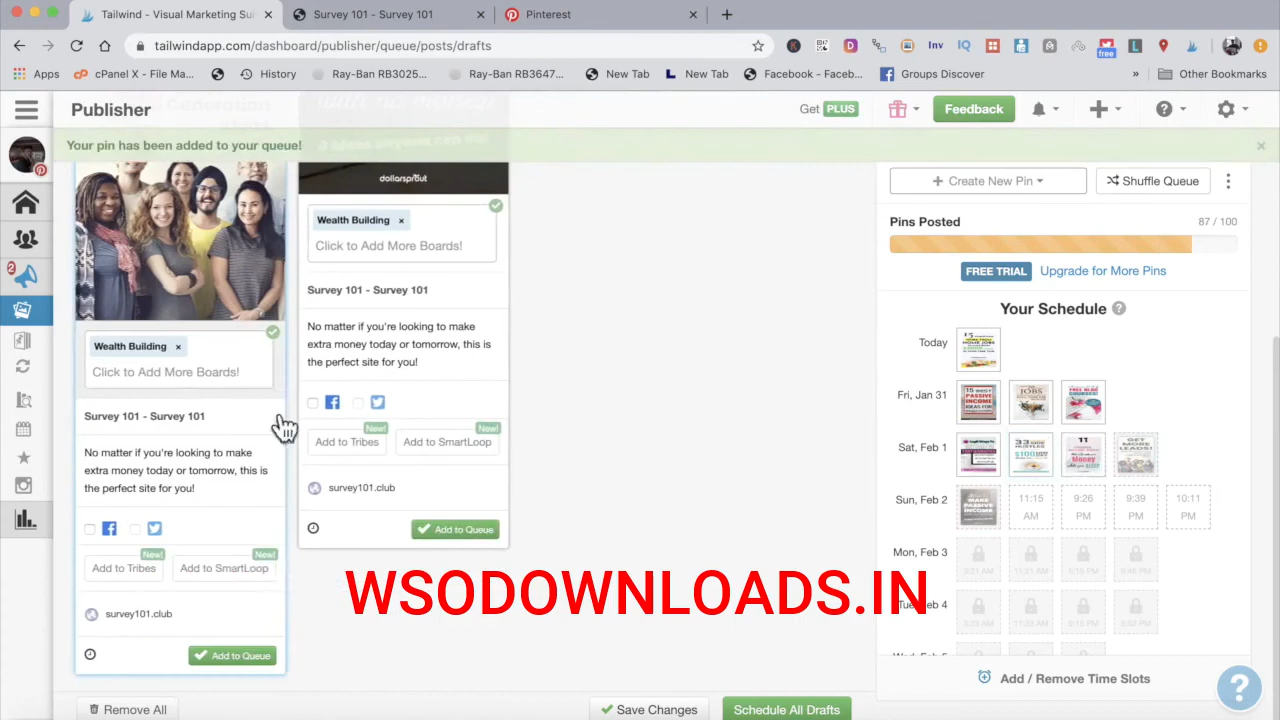 Tailwind - Visual Marketing Su
Survey 101 - Survey 101
Pinterest
tailwindapp.com/dashboard/publisher/queue/posts/drafts
Inv
IQ
free
Apps
cPanel X - File Ma...
History
Ray-Ban RB3025...
Ray-Ban RB3647...
New Tab
New Tab
Facebook - Faceb...
Groups Discover
»
Other Bookmarks
Publisher
Get PLUS
Feedback
Your pin has been added to your queue!
dollarsprout
Wealth Building ×
Click to Add More Boards!
Survey 101 - Survey 101
No matter if you're looking to make
extra money today or tomorrow, this is
the perfect site for you!
New! New!
Add to Tribes Add to SmartLoop
survey101.club
Add to Queue
Wealth Building ×
Click to Add More Boards!
Survey 101 - Survey 101
No matter if you're looking to make
extra money today or tomorrow, this is
the perfect site for you!
New! New!
Add to Tribes Add to SmartLoop
survey101.club
Add to Queue
2
Create New Pin
Shuffle Queue
Pins Posted 87 / 100
FREE TRIAL Upgrade for More Pins
Your Schedule
Today
Fri, Jan 31
Sat, Feb 1
Sun, Feb 2
11:15 AM
9:26 PM
9:39 PM
10:11 PM
Mon, Feb 3
Tue, Feb 4
WSODOWNLOADS.IN
Add / Remove Time Slots
Remove All
Save Changes
Schedule All Drafts